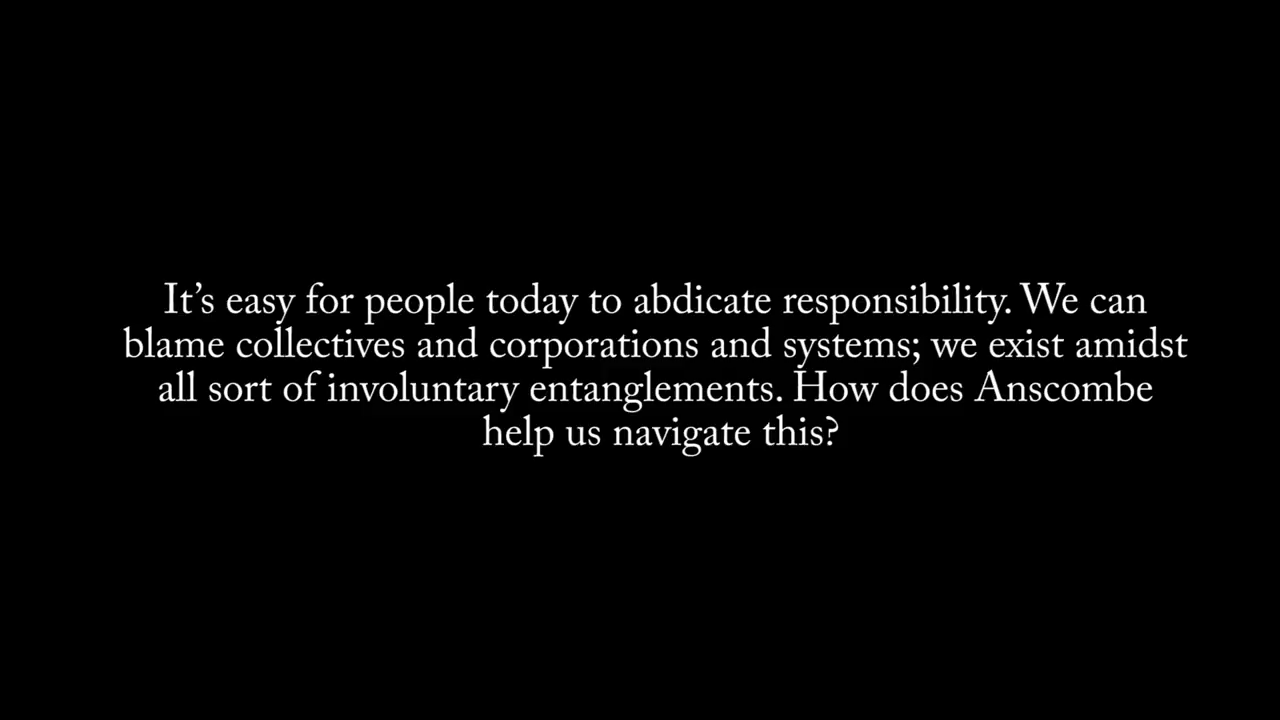 It’s easy for people today to abdicate responsibility. We can
blame collectives and corporations and systems; we exist amidst
all sort of involuntary entanglements. How does Anscombe
help us navigate this?